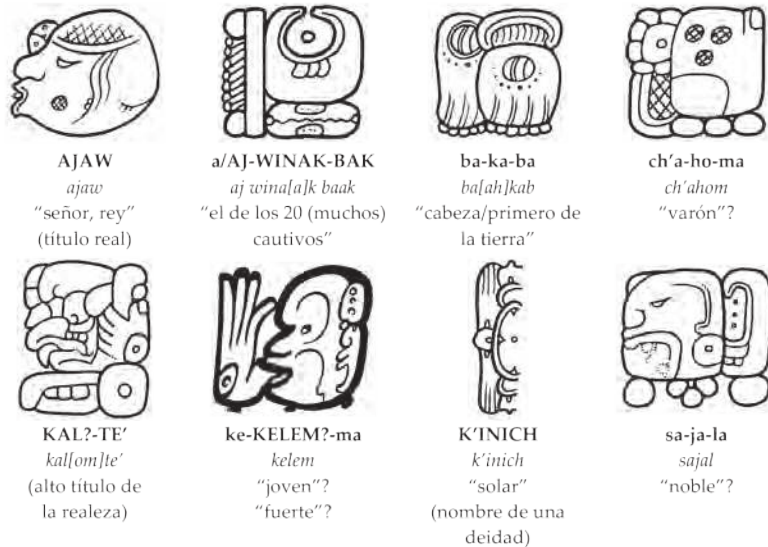 AJAW
ajaw
“señor, rey”
(título real)
a/AJ-WINAK-BAK
aj wina[a]k baak
“el de los 20 (muchos)
cautivos”
ba-ka-ba
ba[ah]kab
“cabeza/primero de
la tierra”
ch'a-ho-ma
ch'ahom
“varón”?
KAL?-TE'
kal[om]te'
(alto título de
la realeza)
ke-KELEM?-ma
kelem
“joven”?
“fuerte”?
K'INICH
k'inich
“solar”
(nombre de una
deidad)
sa-ja-la
sajal
“noble”?